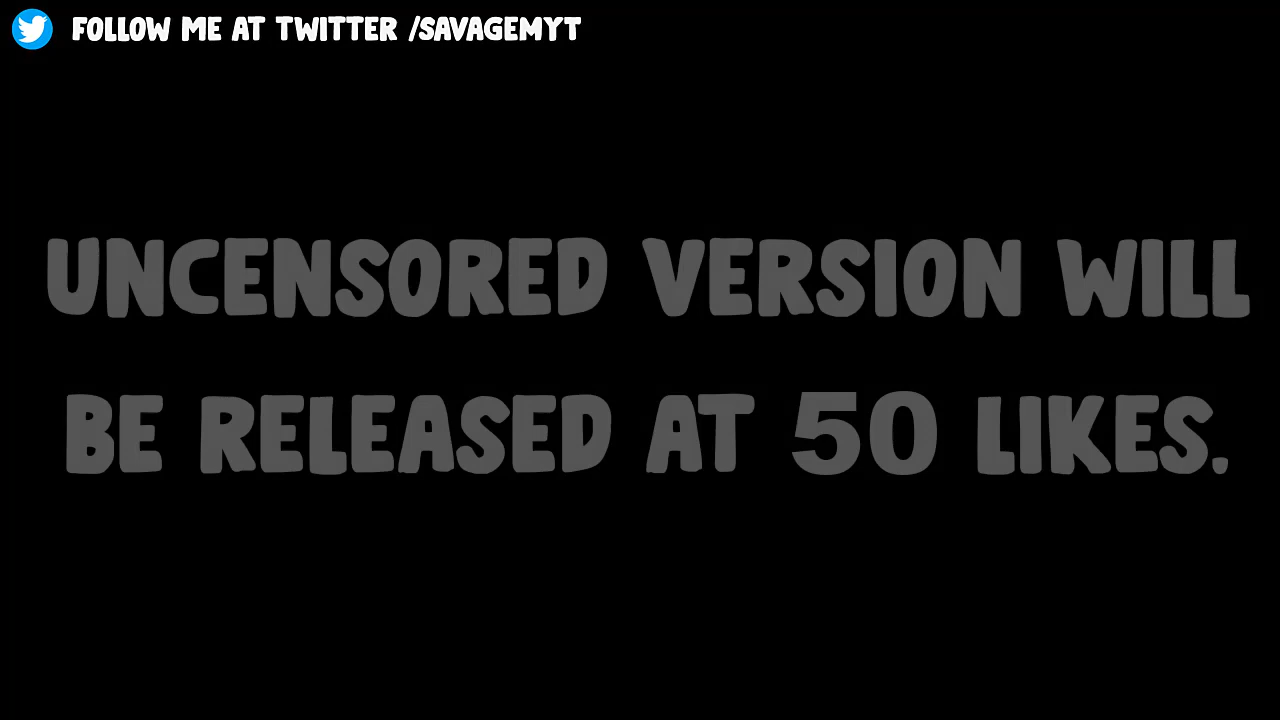 FOLLOW ME AT TWITTER /SAVAGEMYT
UNCENSORED VERSION WILL
BE RELEASED AT 50 LIKES.